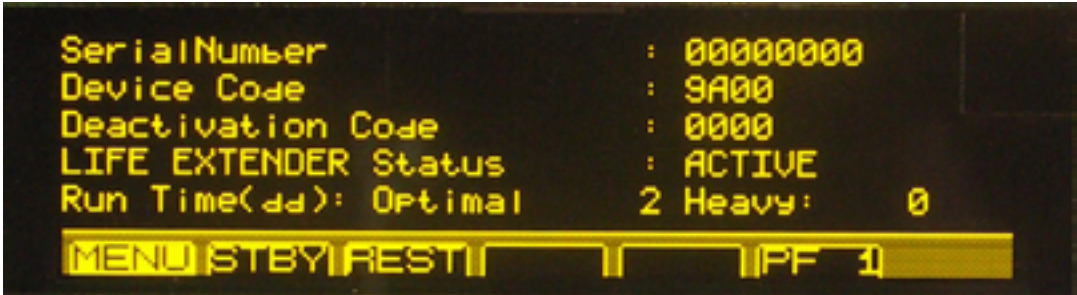 SerialNumber : 00000000
Device Code : 9A00
Deactivation Code : 0000
LIFE EXTENDER Status : ACTIVE
Run Time(dd): Optimal 2 Heavy: 0
MENU STBY REST PF 1